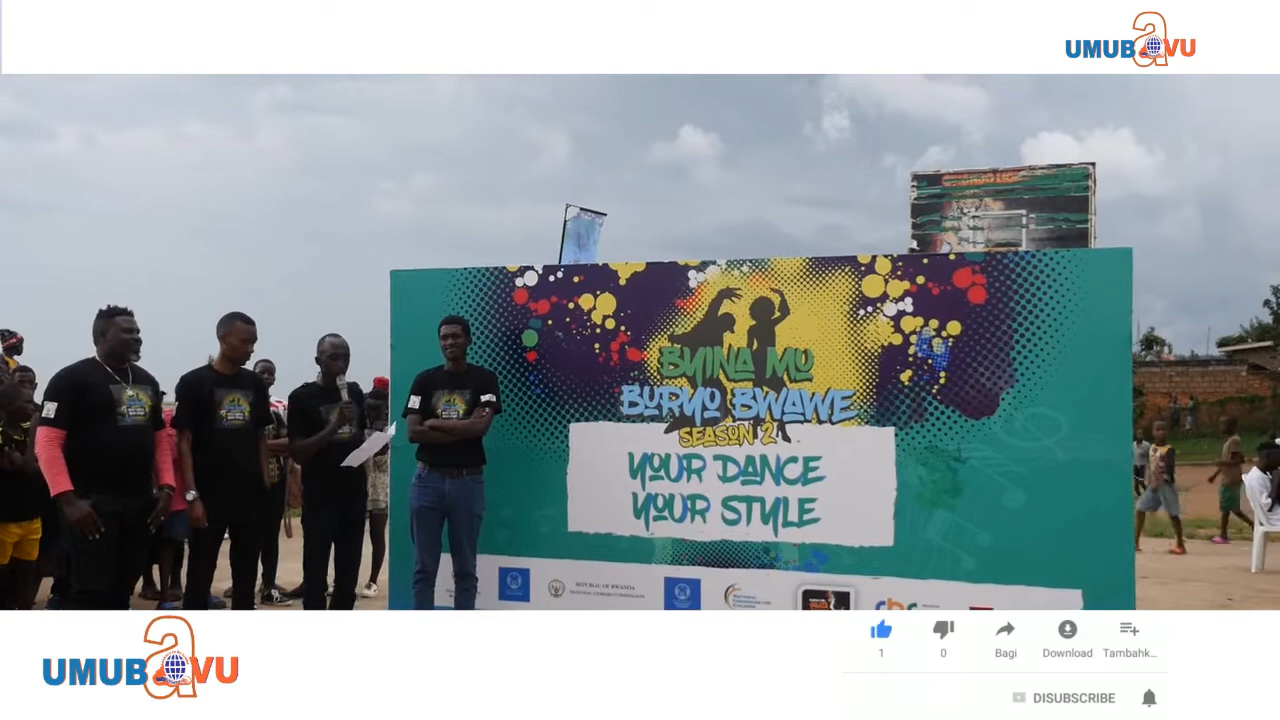 UMUBaVU
BYINA MU
BURYO BWAWE
SEASON 2
YOUR DANCE
YOUR STYLE
REPUBLIC OF RWANDA
UMUBaVU
1
0
Bagi
Download
Tambahk...
DISUBSCRIBE